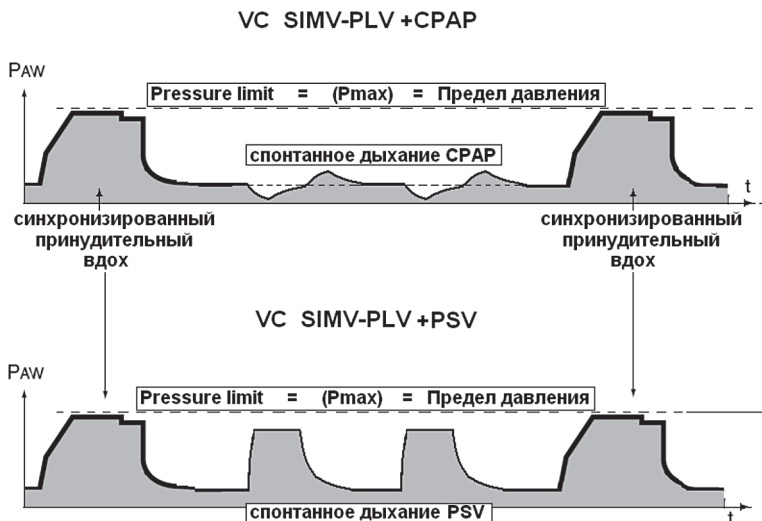 VC SIMV-PLV +CPAP
PAW
Pressure limit = (Pmax) = Предел давления
спонтанное дыхание CPAP
t
синхронизированный
принудительный
вдох
синхронизированный
принудительный
вдох
VC SIMV-PLV +PSV
PAW
Pressure limit = (Pmax) = Предел давления
спонтанное дыхание PSV
t